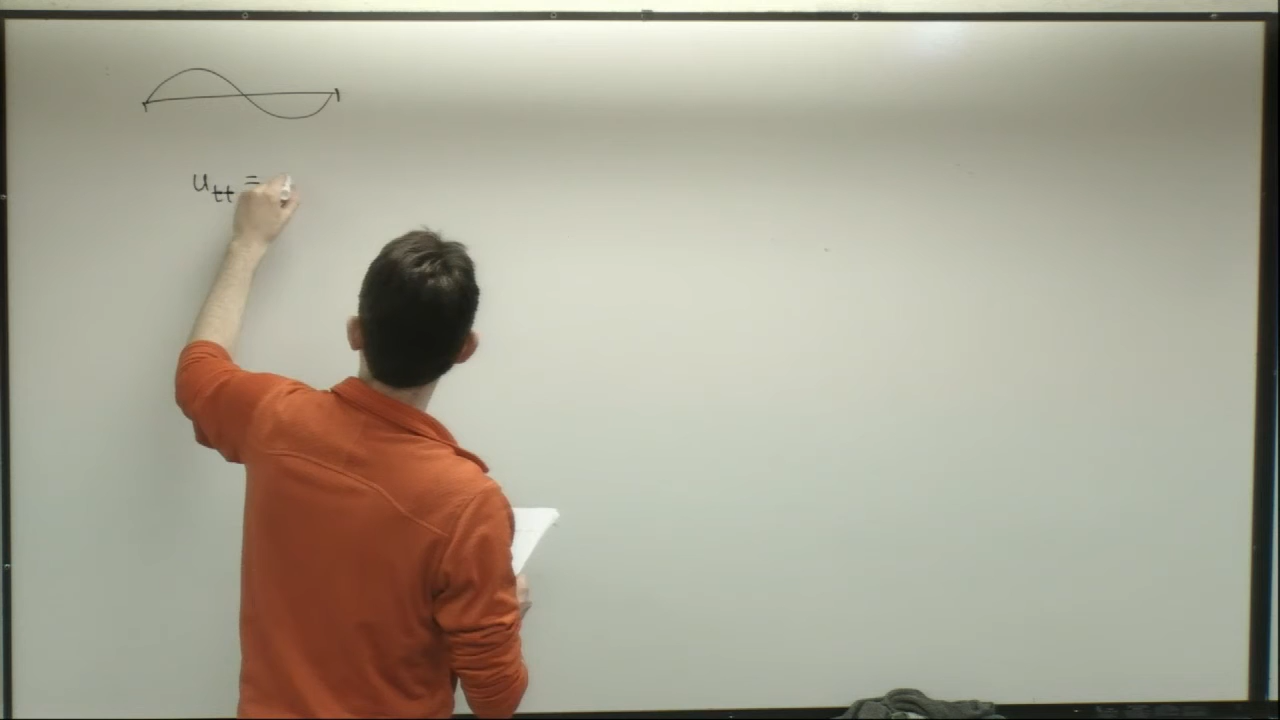 u_tt =